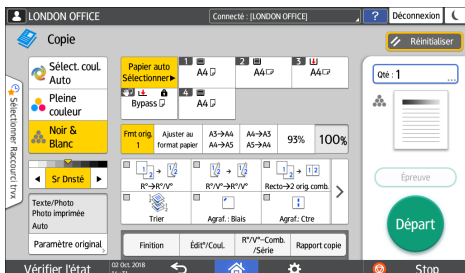 LONDON OFFICE
Connecté : [LONDON OFFICE]
?
Déconnexion
Copie
Réinitialiser
Sélectionner Raccourci trvx
Sélect. coul.
Auto
Pleine
couleur
Noir &
Blanc
Sr Dnsté
Texte/Photo
Photo imprimée
Auto
Paramètre original
Papier auto
Sélectionner►
1
A4
2
A4
3
A4
Bypass
4
A4
Fmt orig.
1
Ajuster au
format papier
A3→A4
A4→A5
A4→A3
A5→A4
93%
100%
R°→R°/V°
R°/V°→R°/V°
Recto→2 orig. comb.
Trier
Agraf. : Biais
Agraf.: Ctre
Finition
Édit°/Coul.
R°/V°−Comb.
/Série
Rapport copie
Qté : 1
...
Épreuve
Départ
Vérifier l'état
02 Oct. 2018
Stop